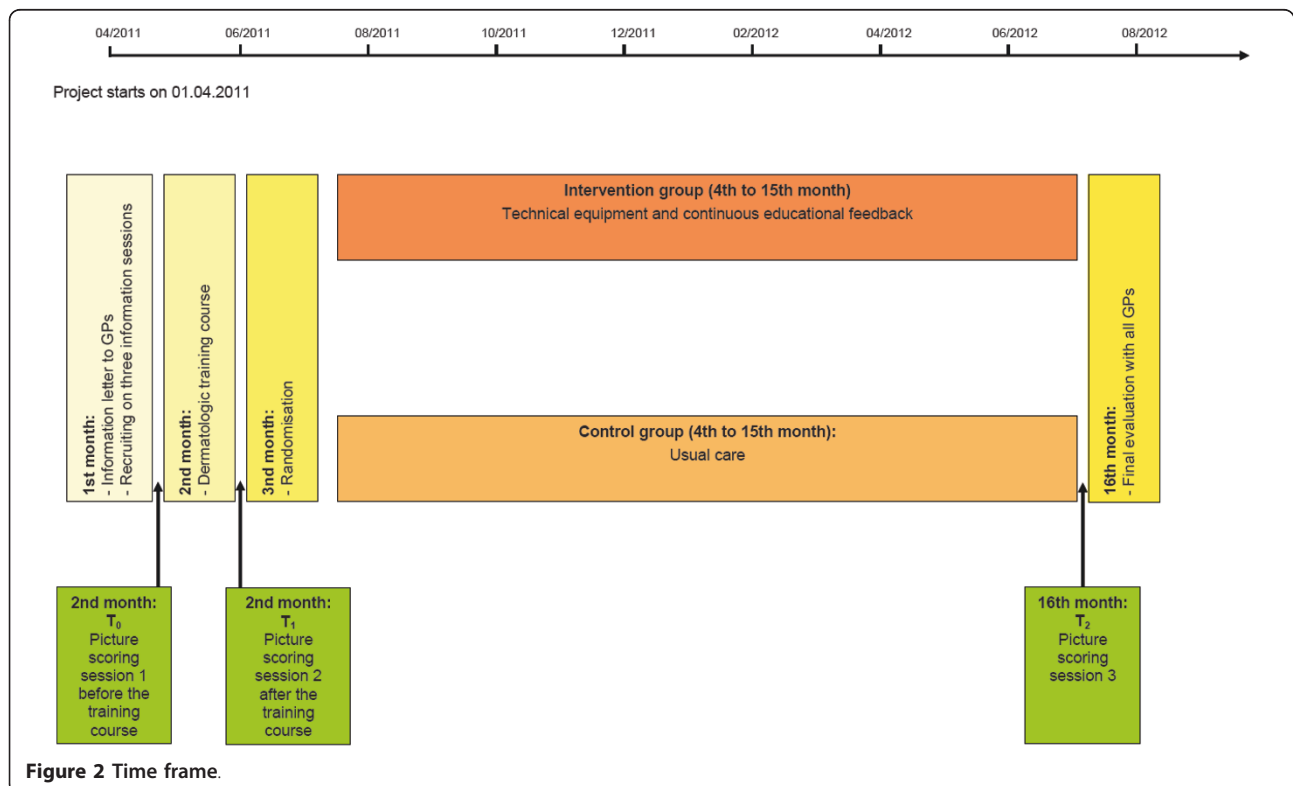 04/2011 06/2011 08/2011 10/2011 12/2011 02/2012 04/2012 06/2012 08/2012
Project starts on 01.04.2011
1st month:
- Information letter to GPs
- Recruiting on three information sessions
2nd month:
- Dermatologic training course
3nd month:
- Randomisation
Intervention group (4th to 15th month)
Technical equipment and continuous educational feedback
Control group (4th to 15th month):
Usual care
16th month:
- Final evaluation with all GPs
2nd month:
T₀
Picture
scoring
session 1
before the
training
course
2nd month:
T₁
Picture
scoring
session 2
after the
training
course
16th month:
T₂
Picture
scoring
session 3
Figure 2 Time frame.